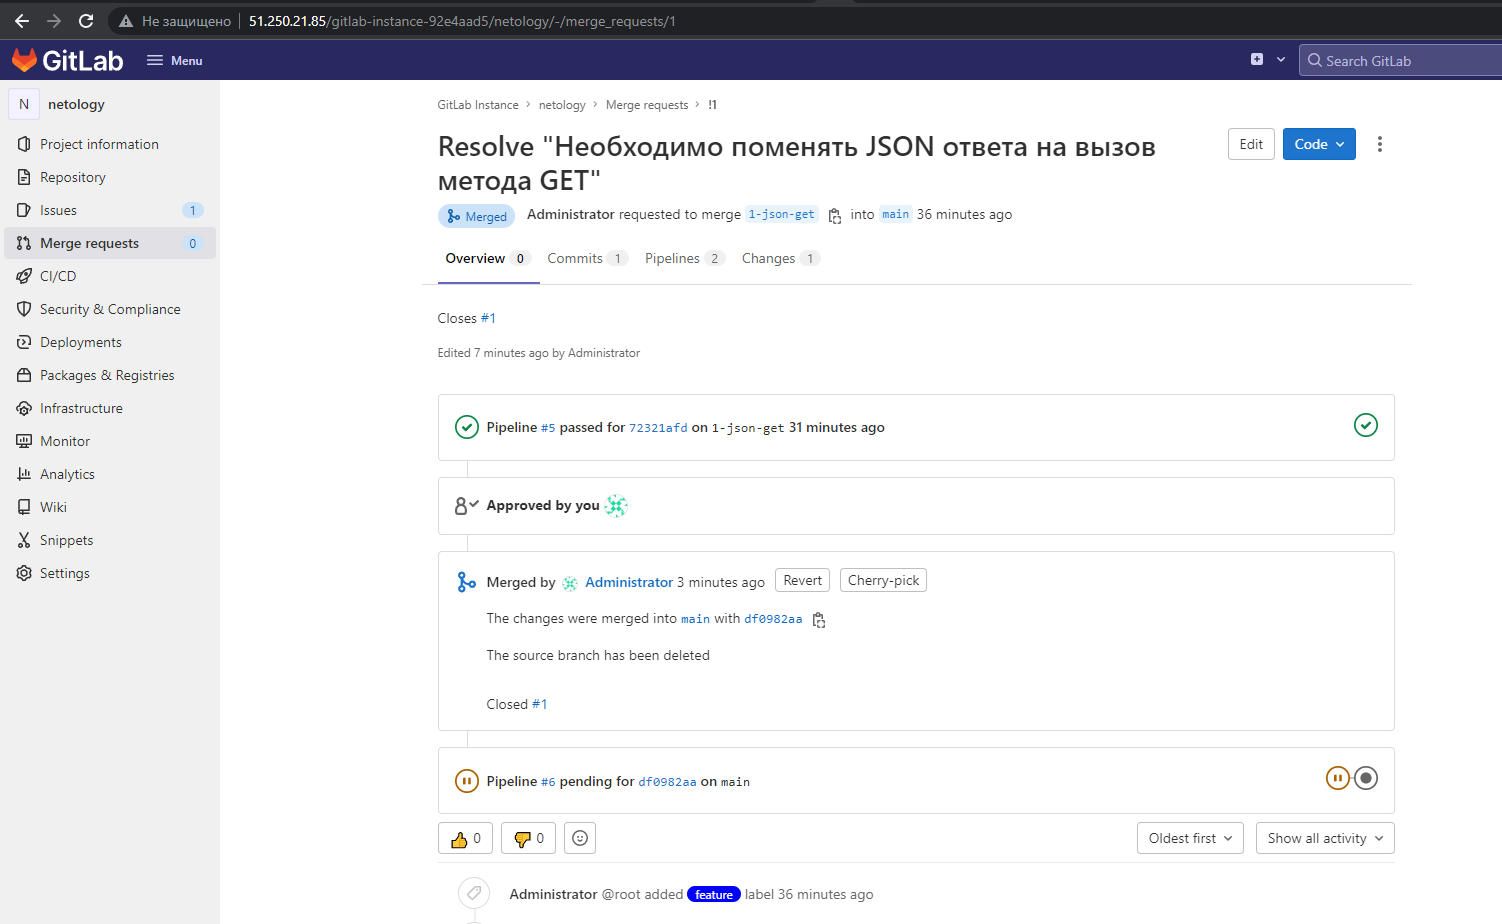 Не защищено 51.250.21.85/gitlab-instance-92e4aad5/netology/-/merge_requests/1
GitLab Menu Search GitLab
N netology
Project information
Repository
Issues 1
Merge requests 0
CI/CD
Security & Compliance
Deployments
Packages & Registries
Infrastructure
Monitor
Analytics
Wiki
Snippets
Settings
GitLab Instance › netology › Merge requests › !1
Resolve "Необходимо поменять JSON ответа на вызов
метода GET"
Edit Code
Merged Administrator requested to merge 1-json-get into main 36 minutes ago
Overview 0 Commits 1 Pipelines 2 Changes 1
Closes #1
Edited 7 minutes ago by Administrator
Pipeline #5 passed for 72321afd on 1-json-get 31 minutes ago
Approved by you
Merged by Administrator 3 minutes ago Revert Cherry-pick
The changes were merged into main with df0982aa
The source branch has been deleted
Closed #1
Pipeline #6 pending for df0982aa on main
0 0 Oldest first Show all activity
Administrator @root added feature label 36 minutes ago